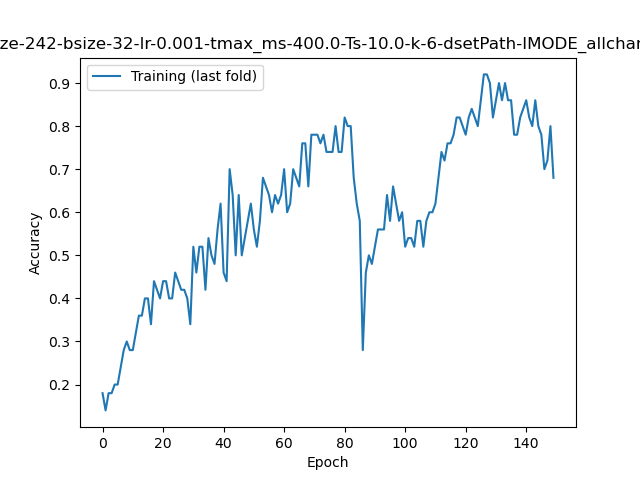 ze-242-bsize-32-lr-0.001-tmax_ms-400.0-Ts-10.0-k-6-dsetPath-IMODE_allchar
Training (last fold)
0.9
0.8
0.7
0.6
0.5
0.4
0.3
0.2
Accuracy
0 20 40 60 80 100 120 140
Epoch